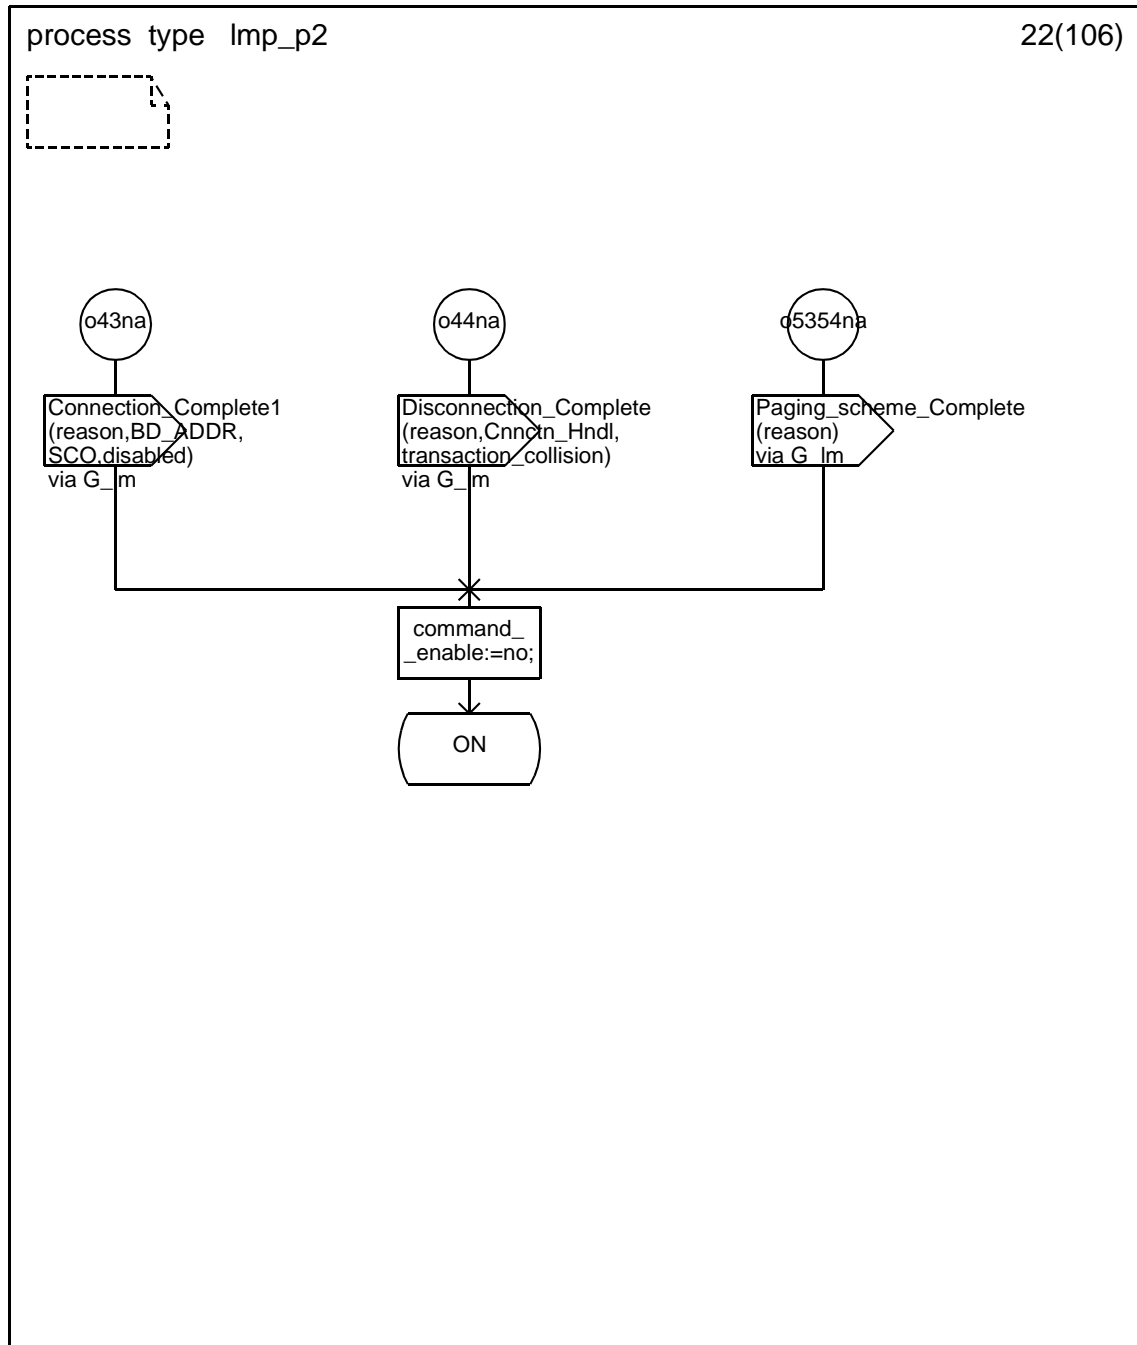 process type lmp_p2
22(106)
o43na
o44na
o5354na
Connection_Complete1
(reason,BD_ADDR,
SCO,disabled)
via G_lm
Disconnection_Complete
(reason,Cnnctn_Hndl,
transaction_collision)
via G_lm
Paging_scheme_Complete
(reason)
via G_lm
command_
_enable:=no;
ON